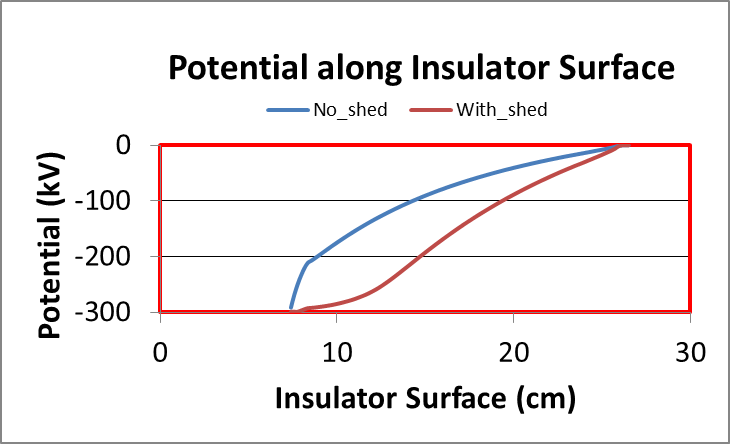 Potential along Insulator Surface
No_shed With_shed
0
-100
-200
-300
Potential (kV)
0 10 20 30
Insulator Surface (cm)